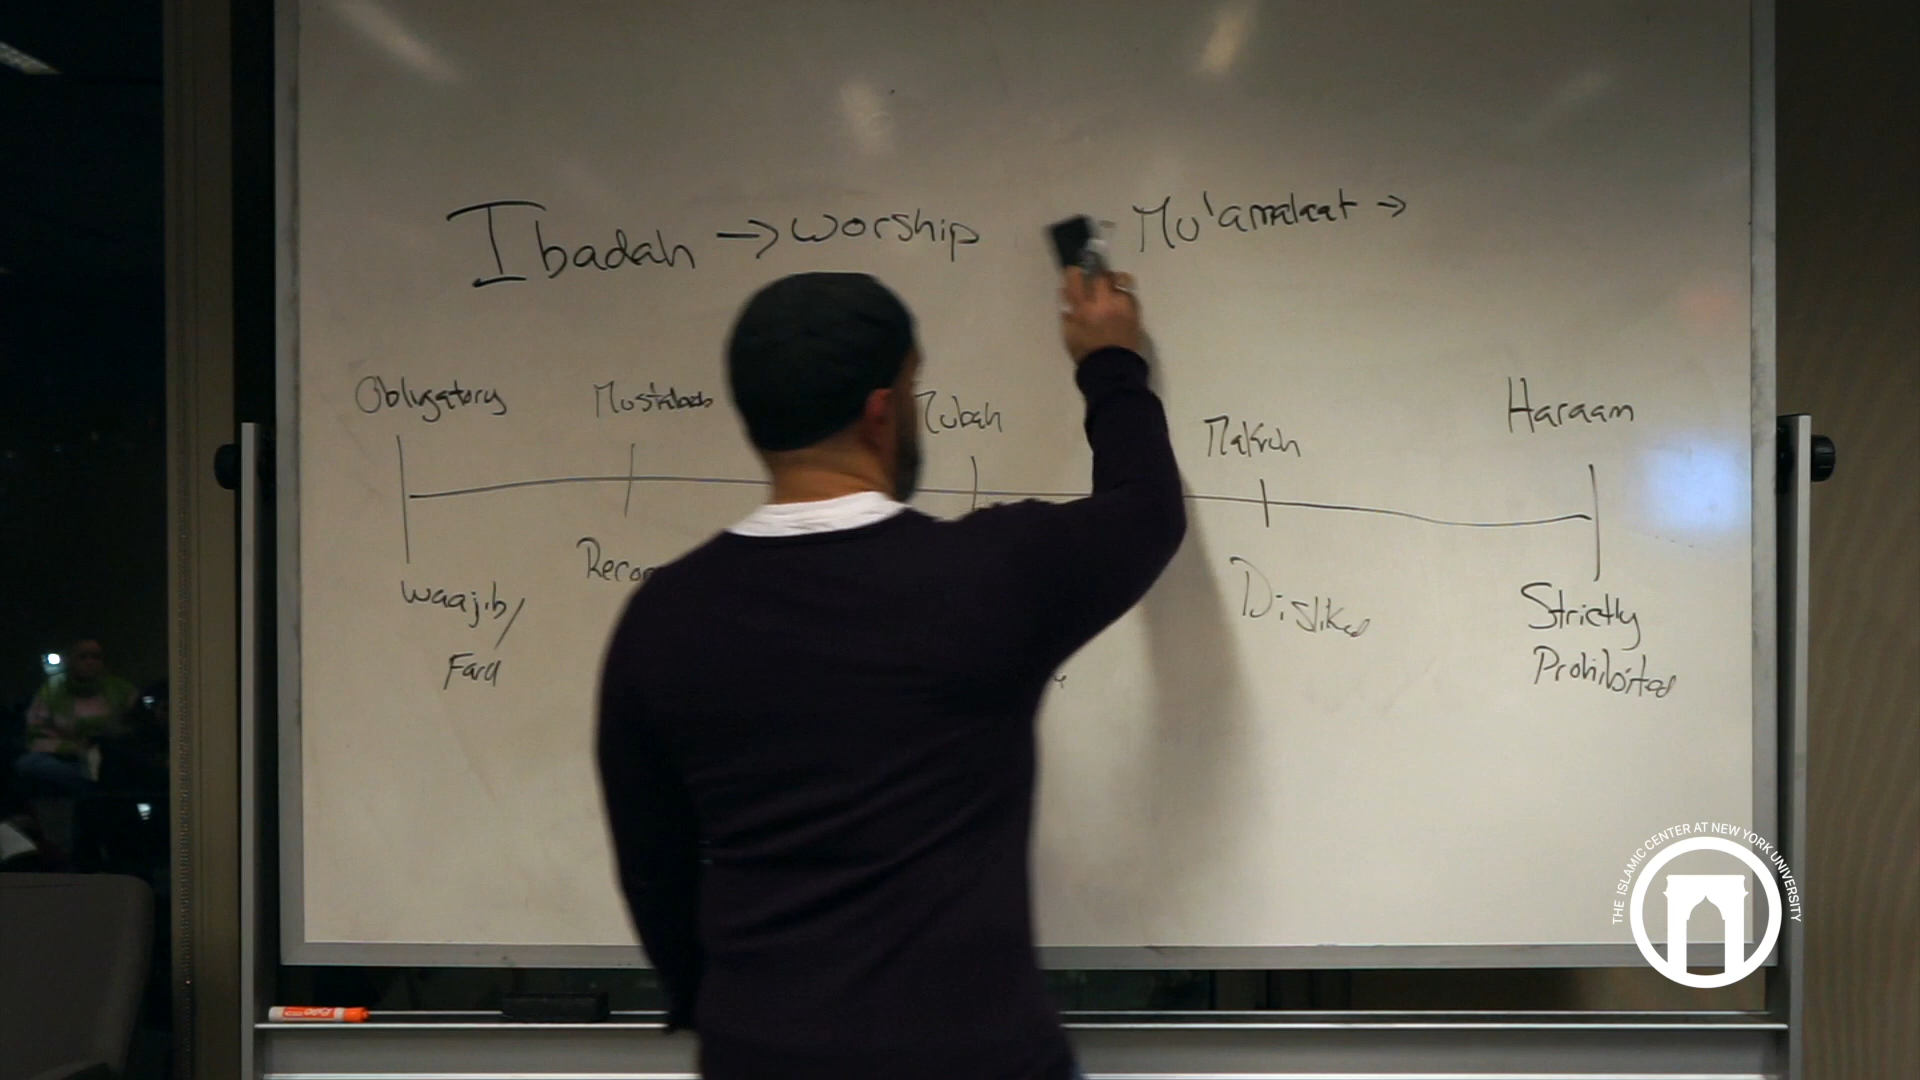 Ibadah → worship
Mu'amalaat →
Obligatory
Mustahab
Mubah
Makruh
Haraam
Waajib/
Fard
Disliked
Strictly
Prohibited
THE ISLAMIC CENTER AT NEW YORK UNIVERSITY